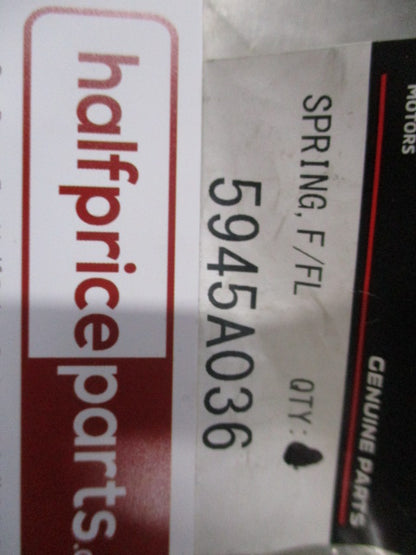 MOTORS
GENUINE PARTS
SPRING, F/FL
QTY:
5945A036
halfpriceparts.